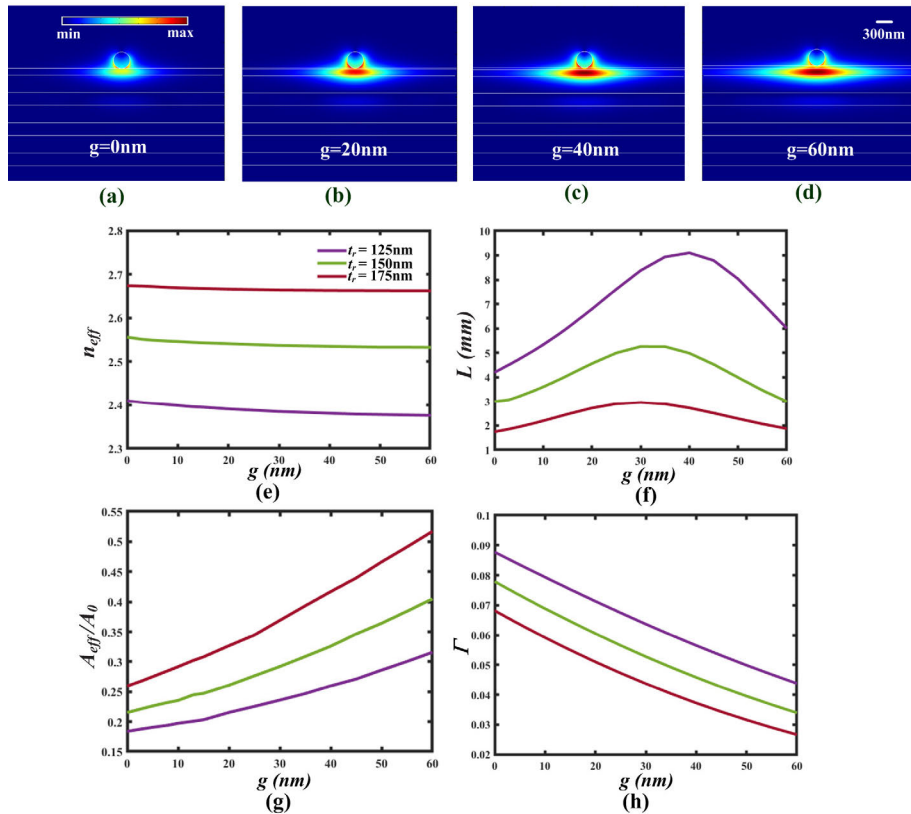 min max
300nm
g=0nm g=20nm g=40nm g=60nm
(a) (b) (c) (d)
2.8
2.7
2.6
2.5
2.4
2.3
n_eff
t_r = 125nm
t_r = 150nm
t_r = 175nm
0 10 20 30 40 50 60
g (nm)
(e)
10
9
8
7
6
5
4
3
2
1
L (mm)
0 10 20 30 40 50 60
g (nm)
(f)
0.55
0.5
0.45
0.4
0.35
0.3
0.25
0.2
0.15
A_eff/A_0
0 10 20 30 40 50 60
g (nm)
(g)
0.1
0.09
0.08
0.07
0.06
0.05
0.04
0.03
0.02
Γ
0 10 20 30 40 50 60
g (nm)
(h)